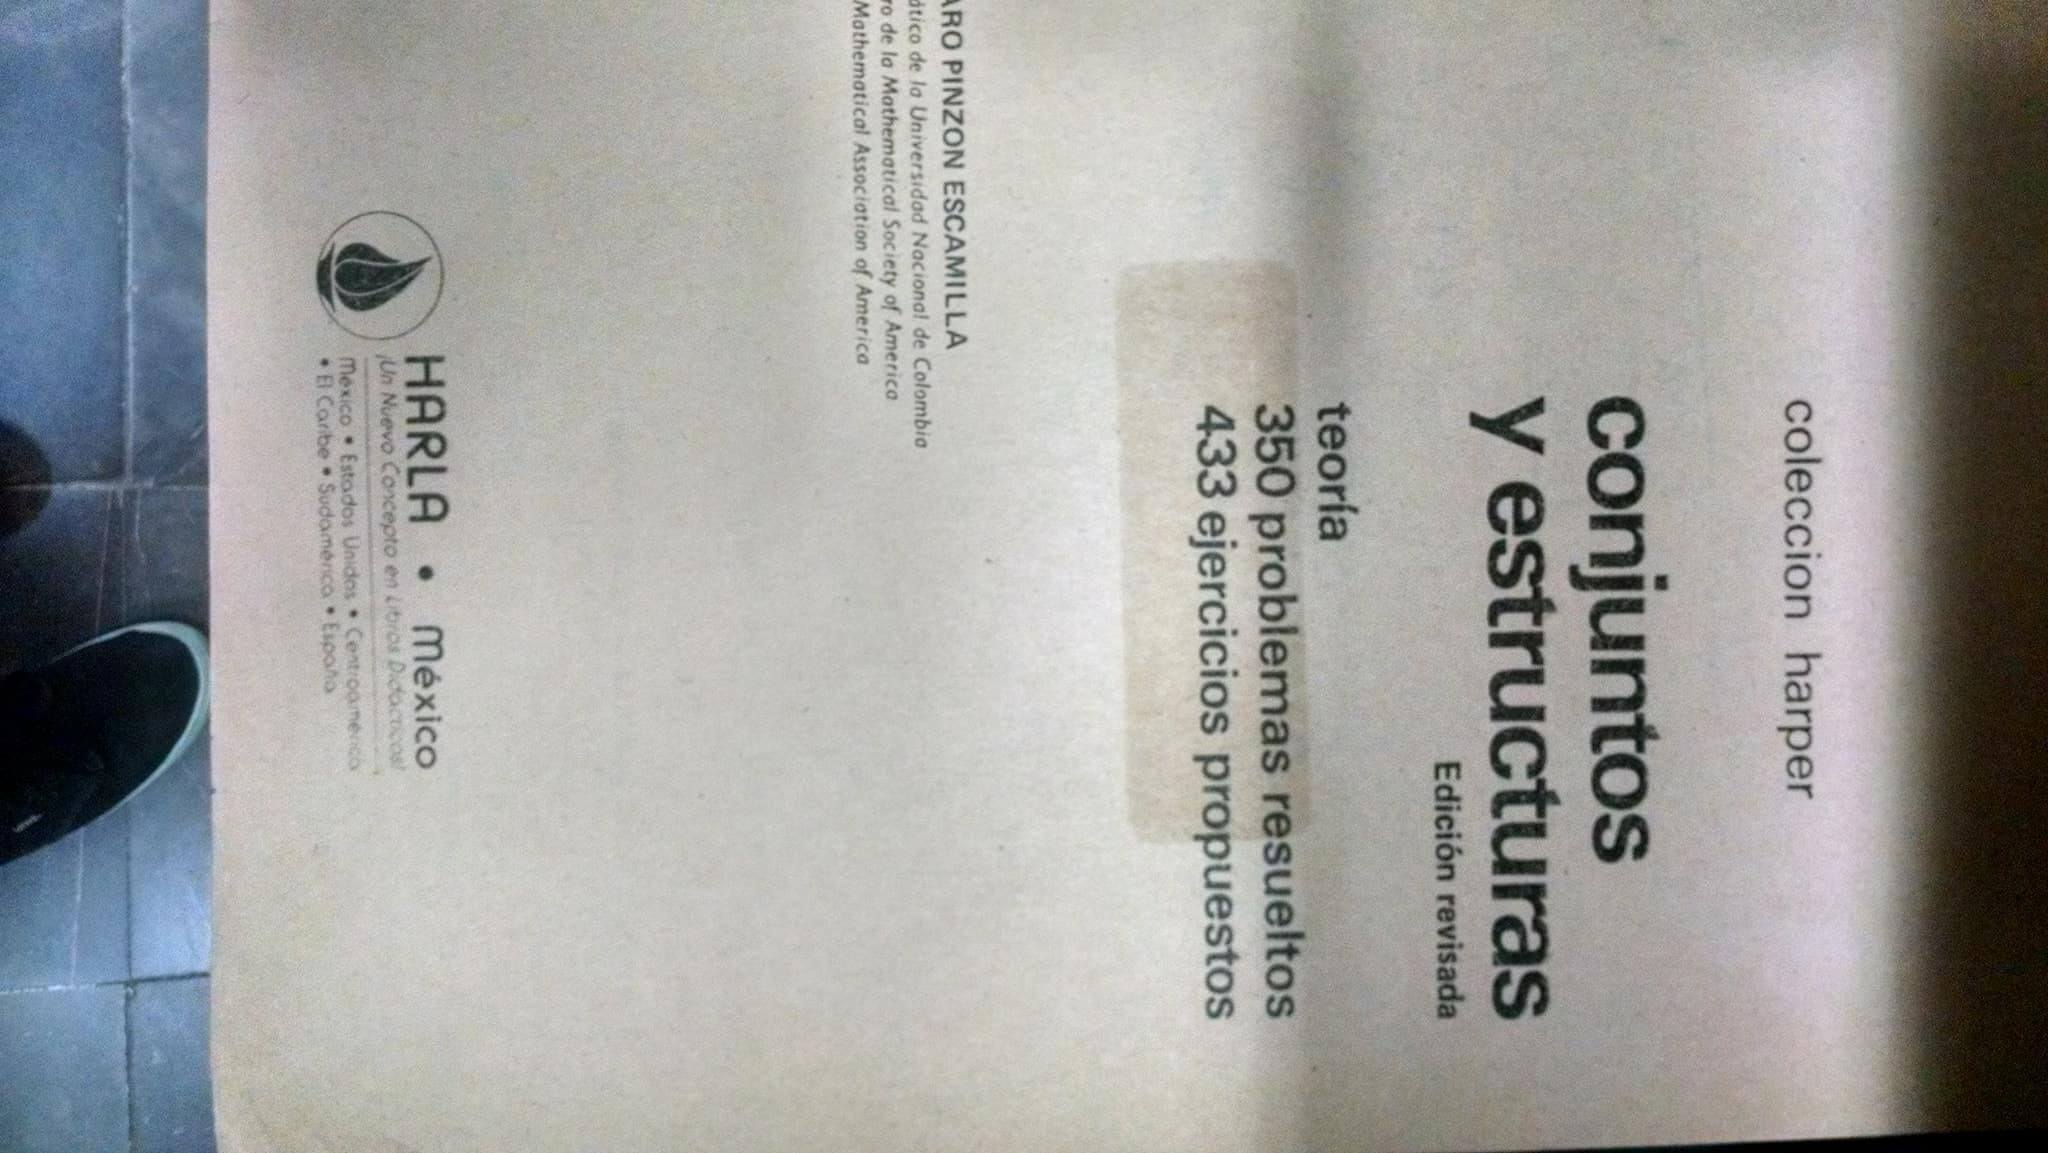 coleccion harper
conjuntos
y estructuras
Edición revisada
teoría
350 problemas resueltos
433 ejercicios propuestos
ARO PINZON ESCAMILLA
ático de la Universidad Nacional de Colombia
ro de la Mathematical Society of America
Mathematical Association of America
HARLA • México
¡Un Nuevo Concepto en Libros Didácticos!
México • Estados Unidos • Centroamérica
• El Caribe • Sudamérica • España